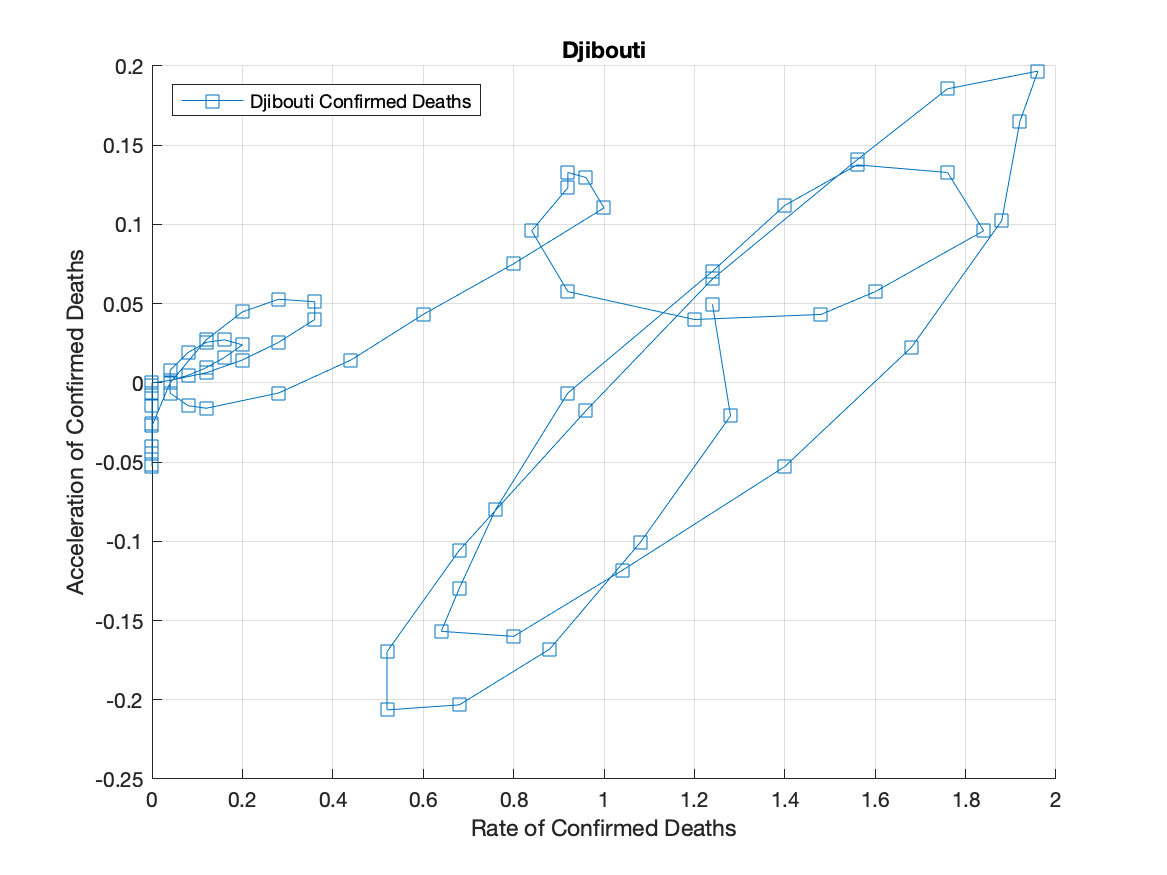 Djibouti
Djibouti Confirmed Deaths
0.2
0.15
0.1
0.05
0
-0.05
-0.1
-0.15
-0.2
-0.25
Acceleration of Confirmed Deaths
0 0.2 0.4 0.6 0.8 1 1.2 1.4 1.6 1.8 2
Rate of Confirmed Deaths